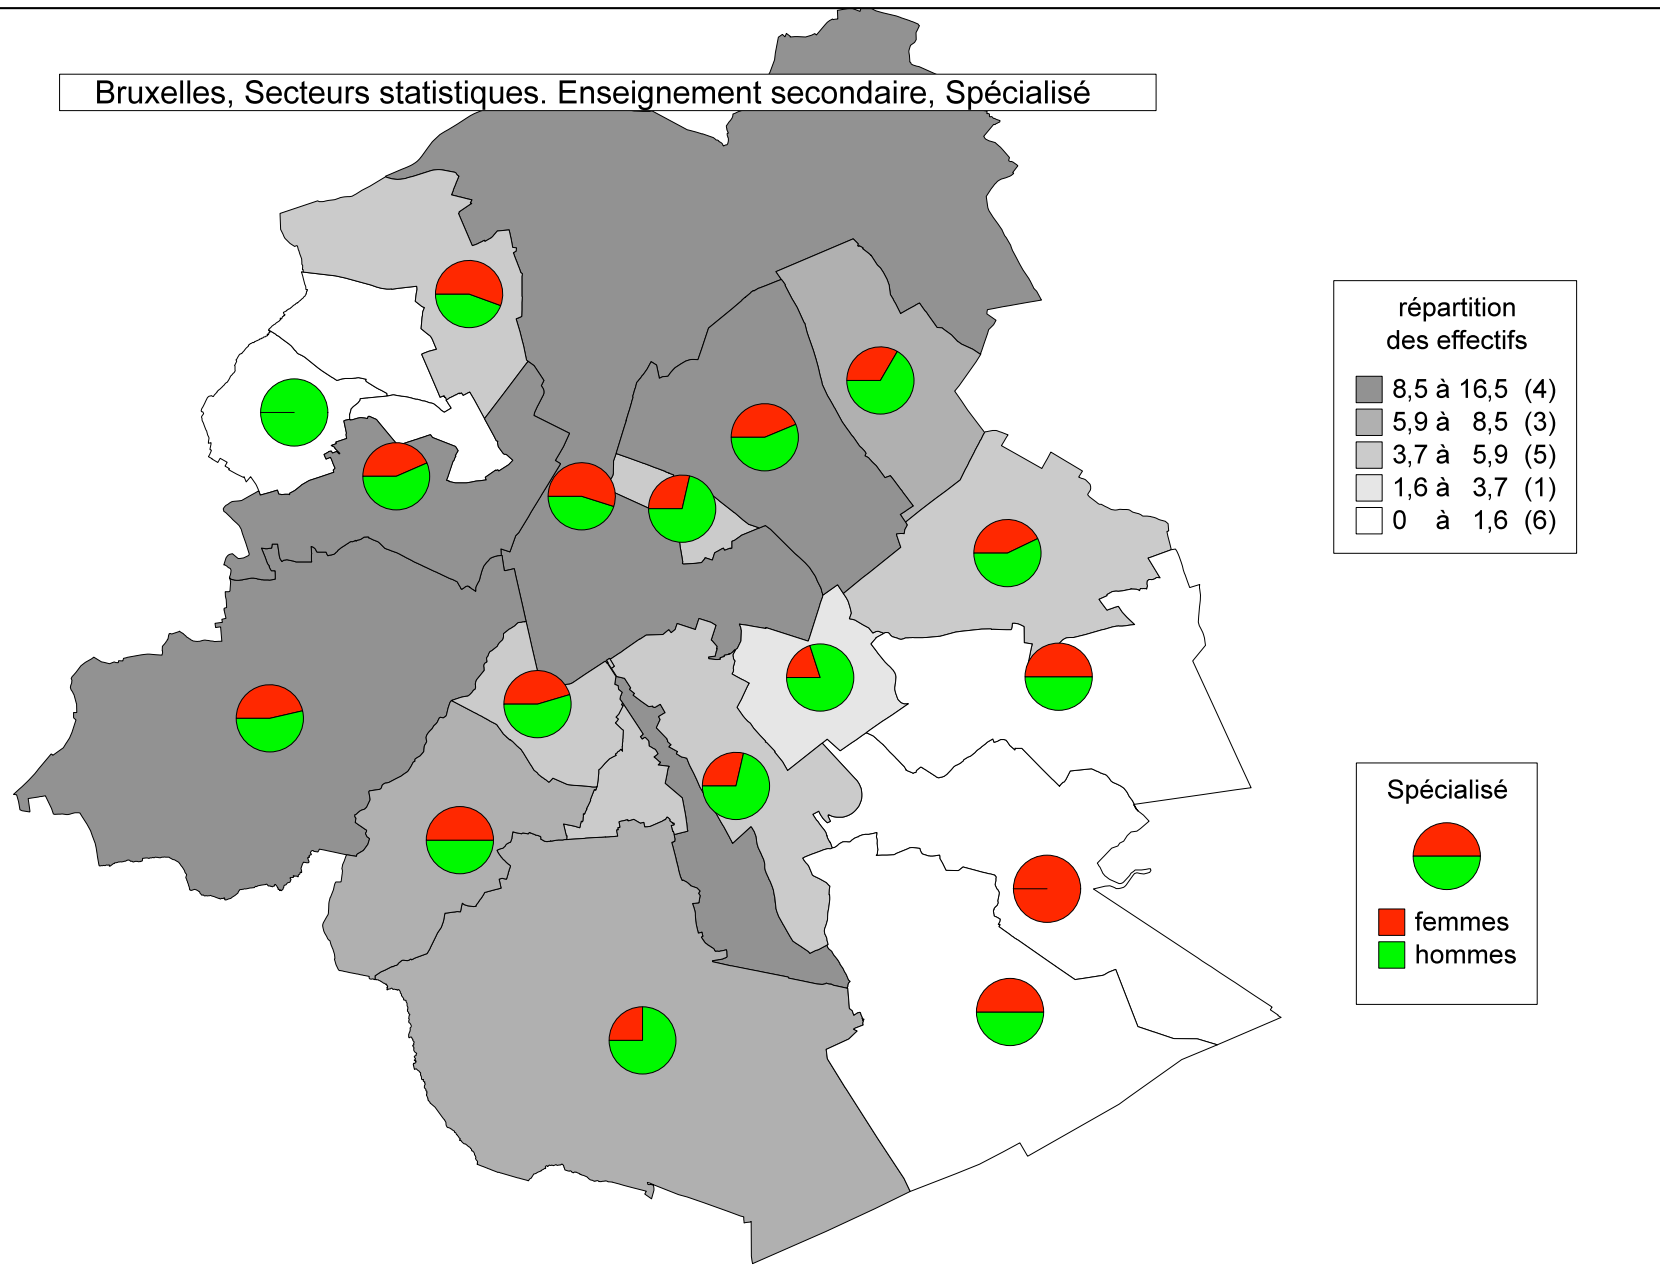 Bruxelles, Secteurs statistiques. Enseignement secondaire, Spécialisé
répartition
des effectifs
8,5 à 16,5 (4)
5,9 à 8,5 (3)
3,7 à 5,9 (5)
1,6 à 3,7 (1)
0 à 1,6 (6)
Spécialisé
femmes
hommes